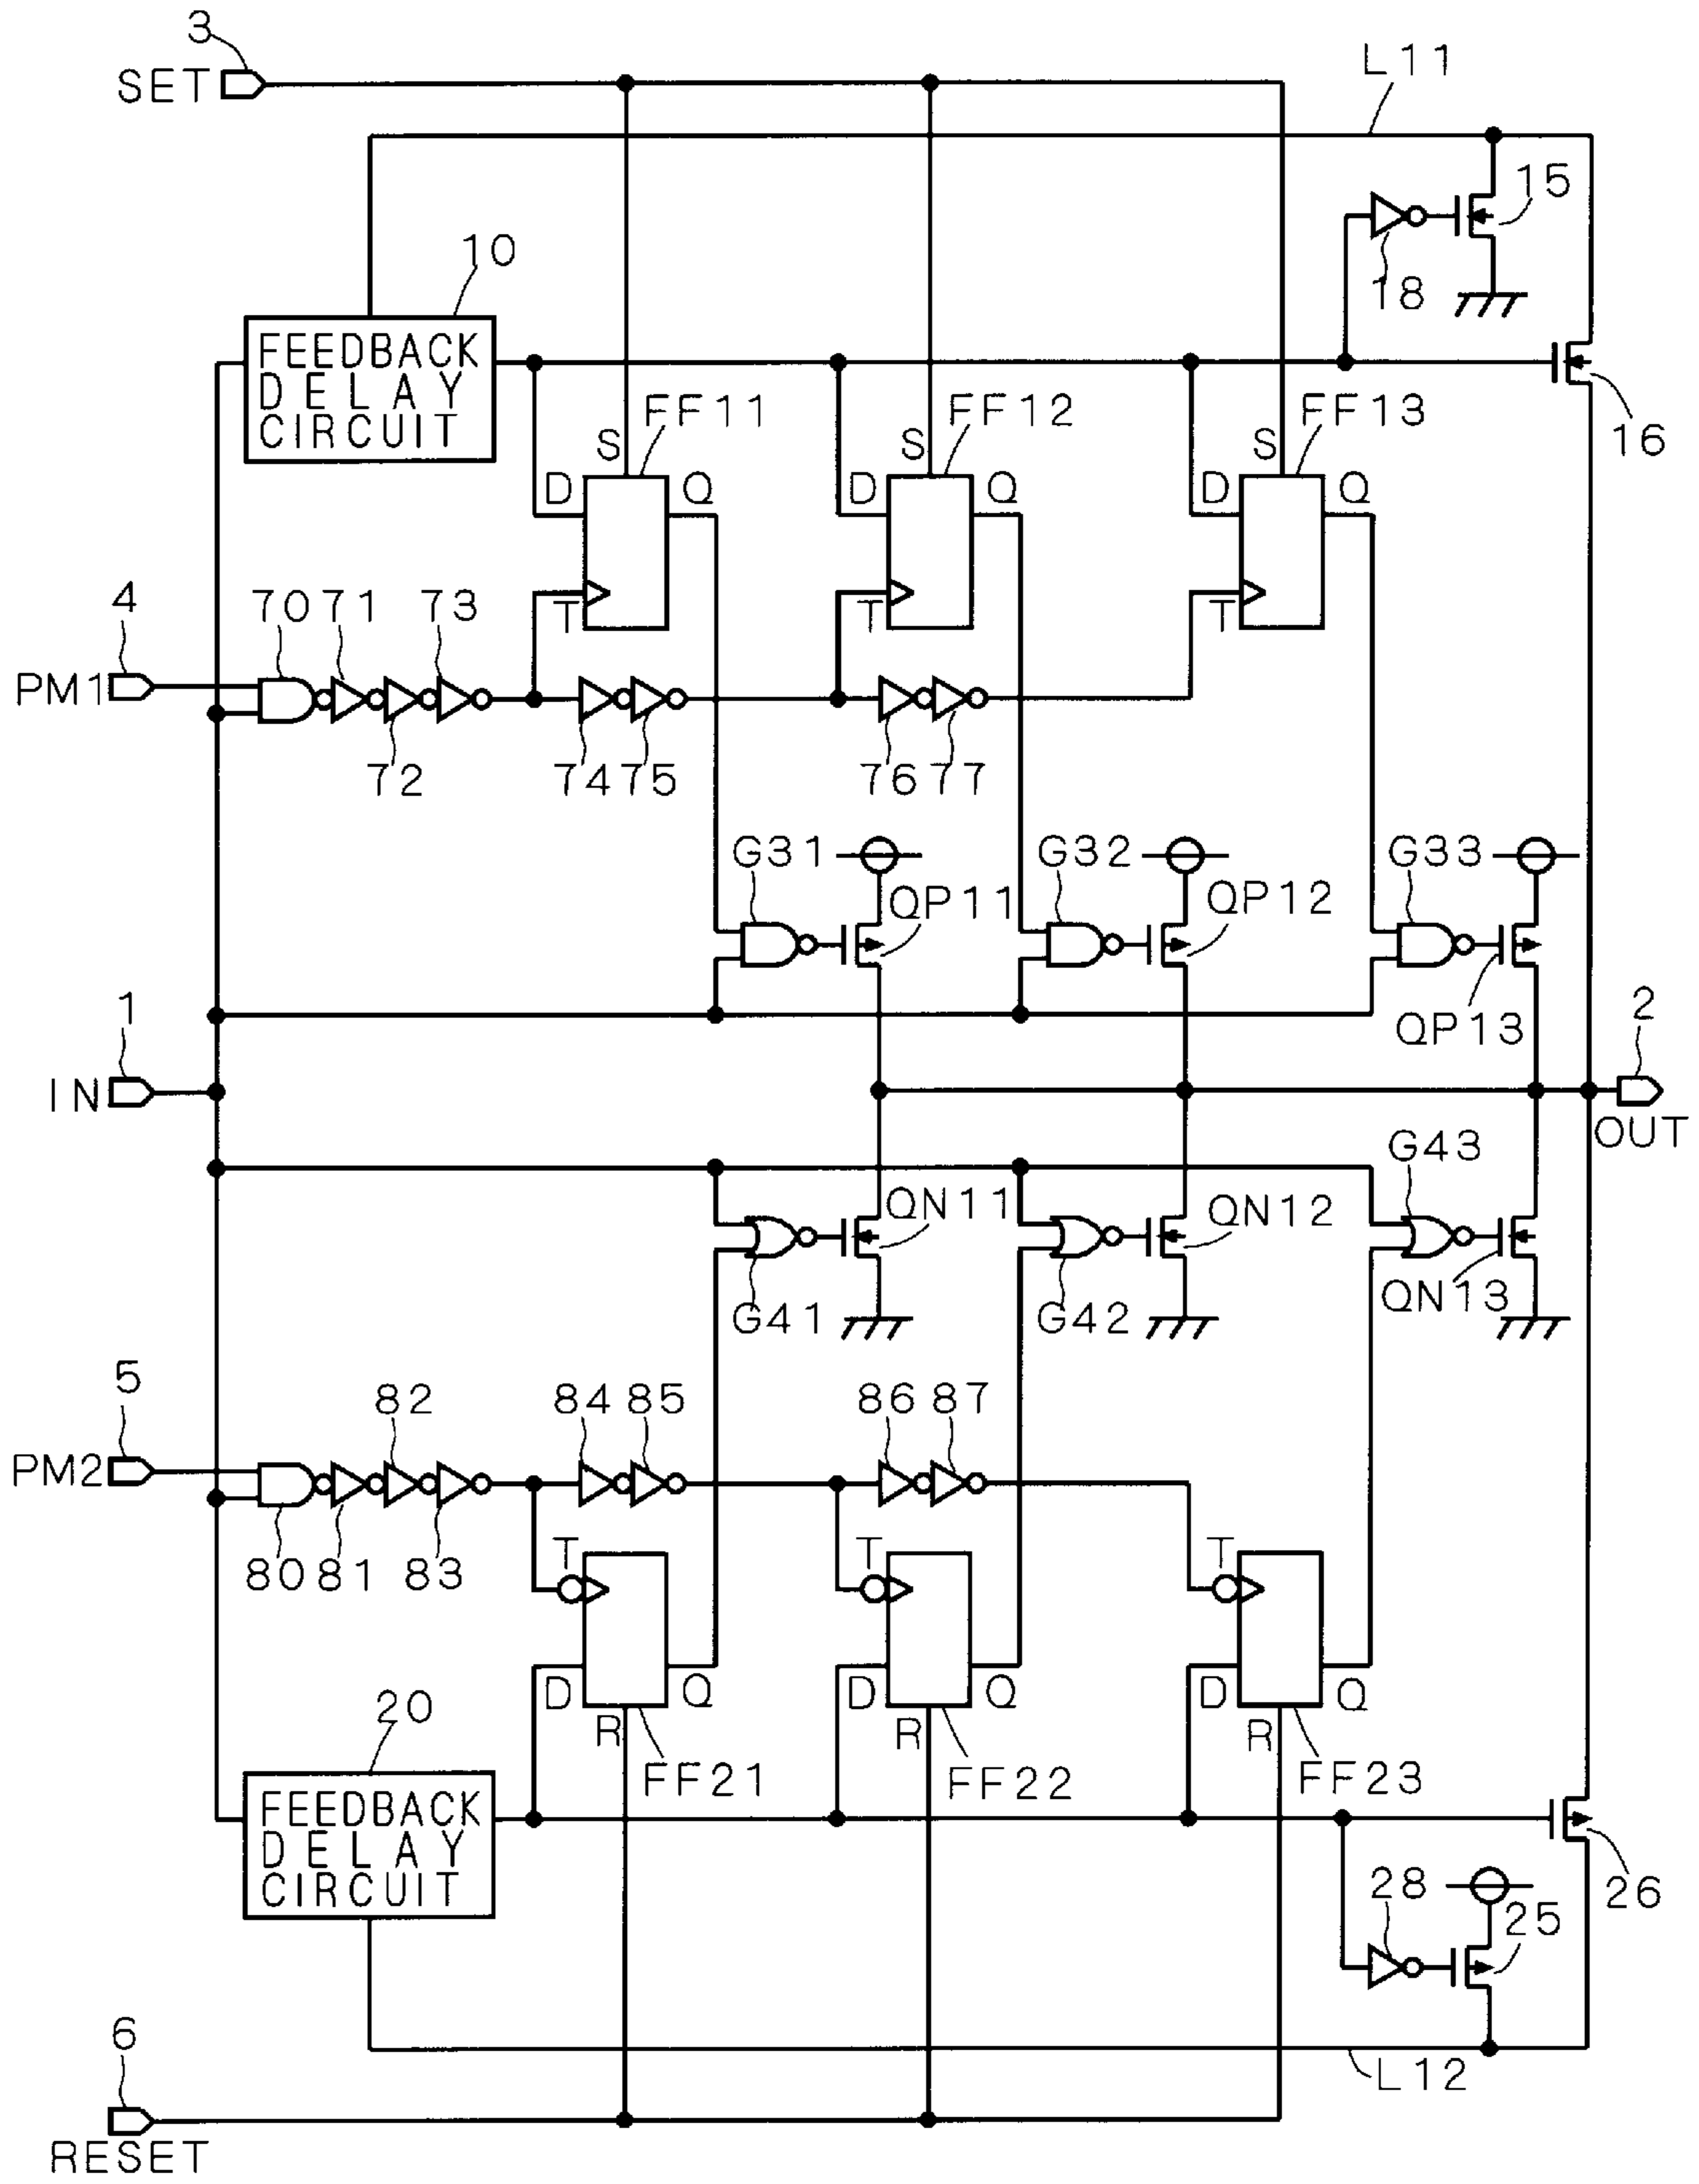 3
SET
L11
15
18
10
FEEDBACK
DELAY
CIRCUIT
16
FF11
FF12
FF13
S
S
S
D
Q
D
Q
D
Q
T
T
T
4
PM1
70
71
73
72
74
75
76
77
G31
QP11
G32
QP12
G33
QP13
1
IN
2
OUT
G43
QN11
QN12
QN13
G41
G42
5
PM2
82
84
85
86
87
80
81
83
T
T
T
D
Q
D
Q
D
Q
R
R
R
FF21
FF22
FF23
20
FEEDBACK
DELAY
CIRCUIT
26
28
25
6
RESET
L12